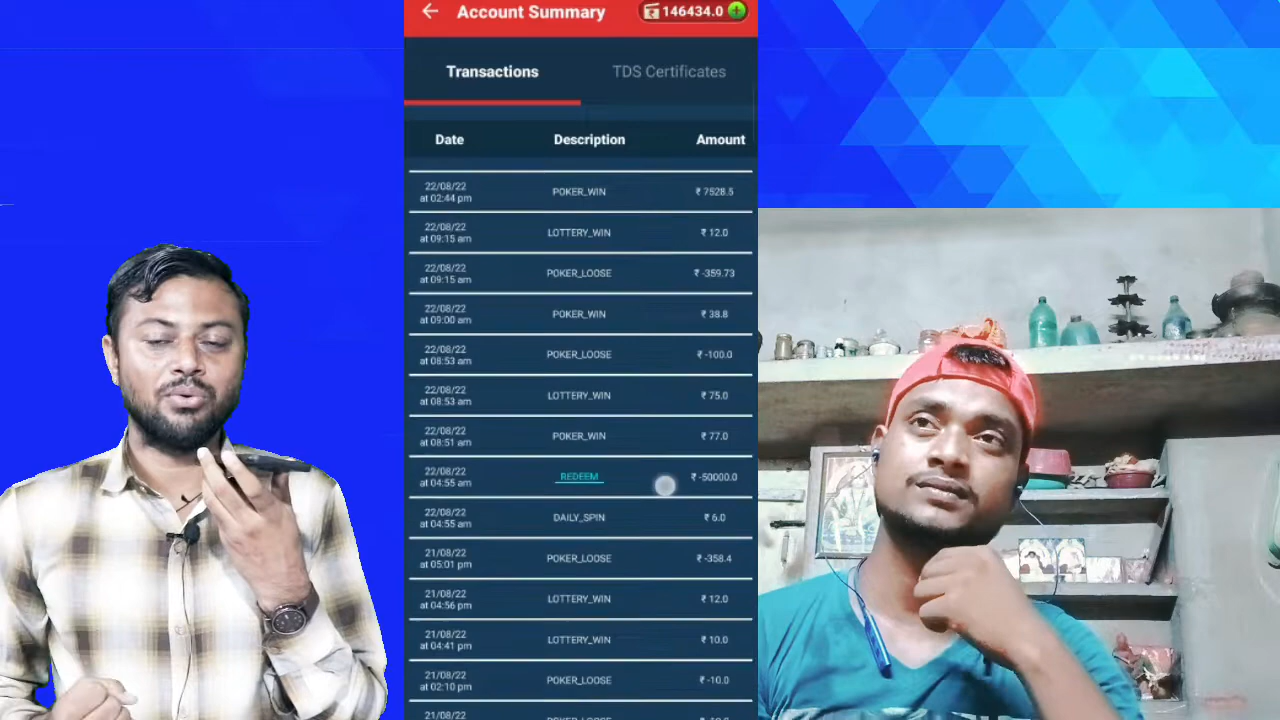 Account Summary 146434.0
Transactions TDS Certificates
Date Description Amount
22/08/22
at 02:44 pm POKER_WIN ₹ 7528.5
22/08/22
at 09:15 am LOTTERY_WIN ₹ 12.0
22/08/22
at 09:15 am POKER_LOOSE ₹ -359.73
22/08/22
at 09:00 am POKER_WIN ₹ 38.8
22/08/22
at 08:53 am POKER_LOOSE ₹ -100.0
22/08/22
at 08:53 am LOTTERY_WIN ₹ 75.0
22/08/22
at 08:51 am POKER_WIN ₹ 77.0
22/08/22
at 04:55 am REDEEM ₹ -50000.0
22/08/22
at 04:55 am DAILY_SPIN ₹ 6.0
21/08/22
at 05:01 pm POKER_LOOSE ₹ -358.4
21/08/22
at 04:56 pm LOTTERY_WIN ₹ 12.0
21/08/22
at 04:41 pm LOTTERY_WIN ₹ 10.0
21/08/22
at 02:10 pm POKER_LOOSE ₹ -10.0
21/08/22